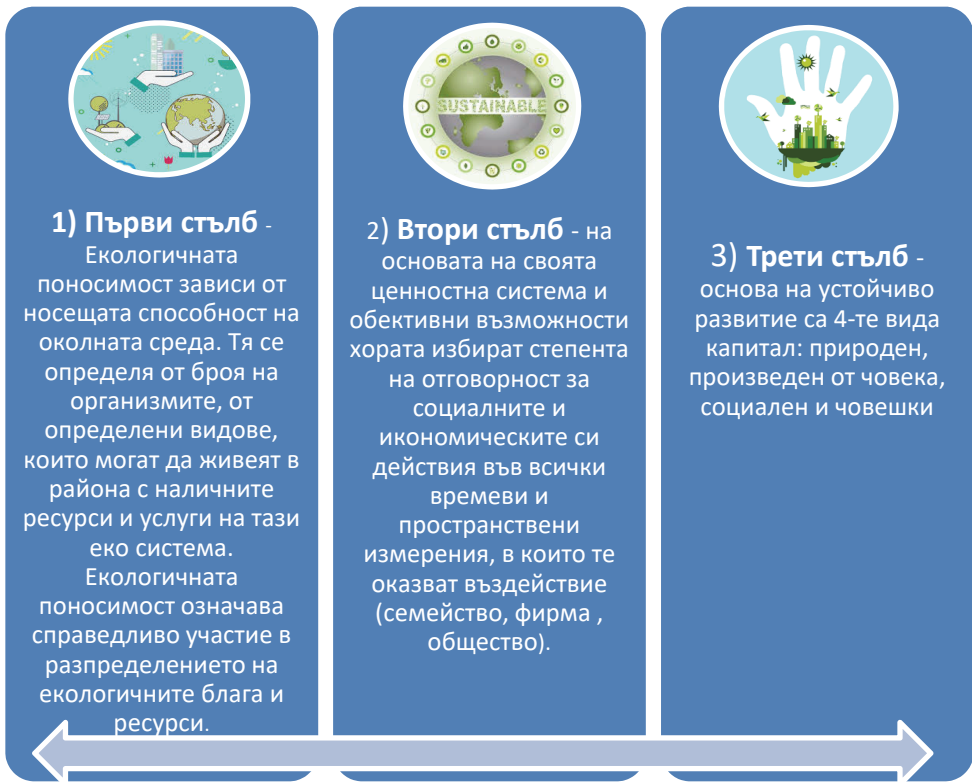 SUSTAINABLE
1) Първи стълб -
Екологичната
поносимост зависи от
носещата способност на
околната среда. Тя се
определя от броя на
организмите, от
определени видове,
които могат да живеят в
района с наличните
ресурси и услуги на тази
еко система.
Екологичната
поносимост означава
справедливо участие в
разпределението на
екологичните блага и
ресурси.
2) Втори стълб - на
основата на своята
ценностна система и
обективни възможности
хората избират степента
на отговорност за
социалните и
икономическите си
действия във всички
времеви и
пространствени
измерения, в които те
оказват въздействие
(семейство, фирма ,
общество).
3) Трети стълб -
основа на устойчиво
развитие са 4-те вида
капитал: природен,
произведен от човека,
социален и човешки